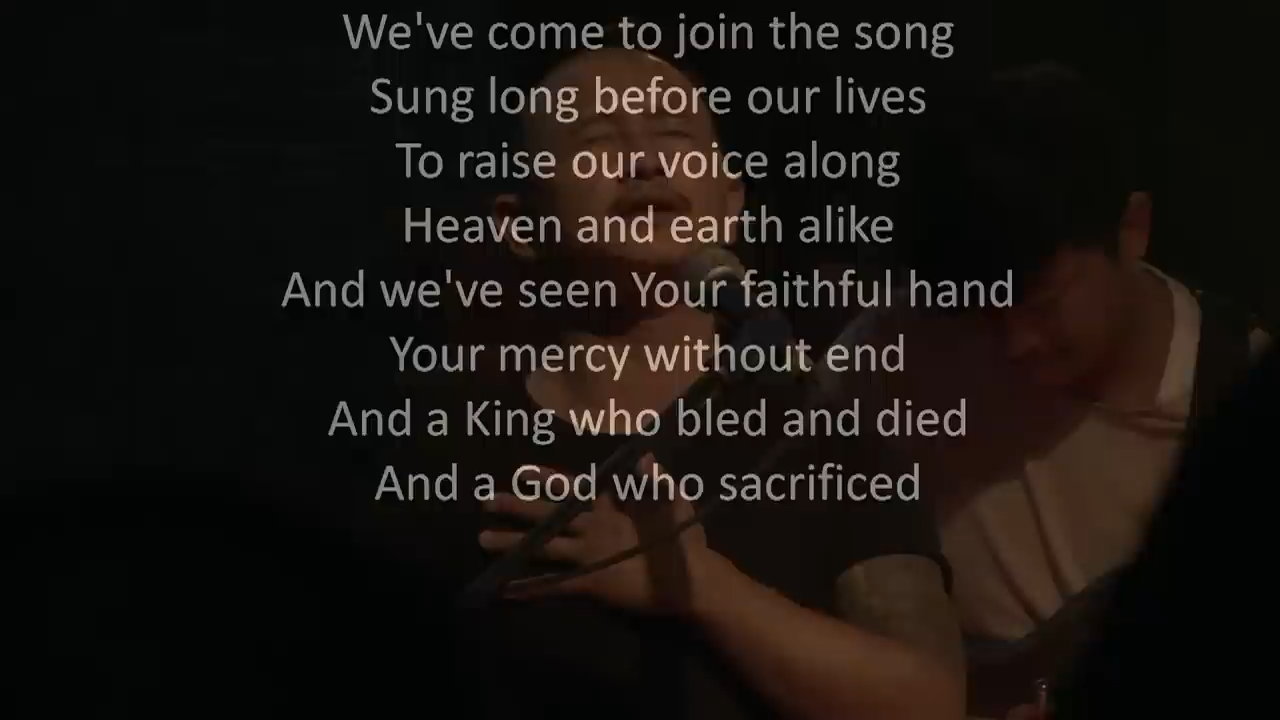 We've come to join the song
Sung long before our lives
To raise our voice along
Heaven and earth alike
And we've seen Your faithful hand
Your mercy without end
And a King who bled and died
And a God who sacrificed